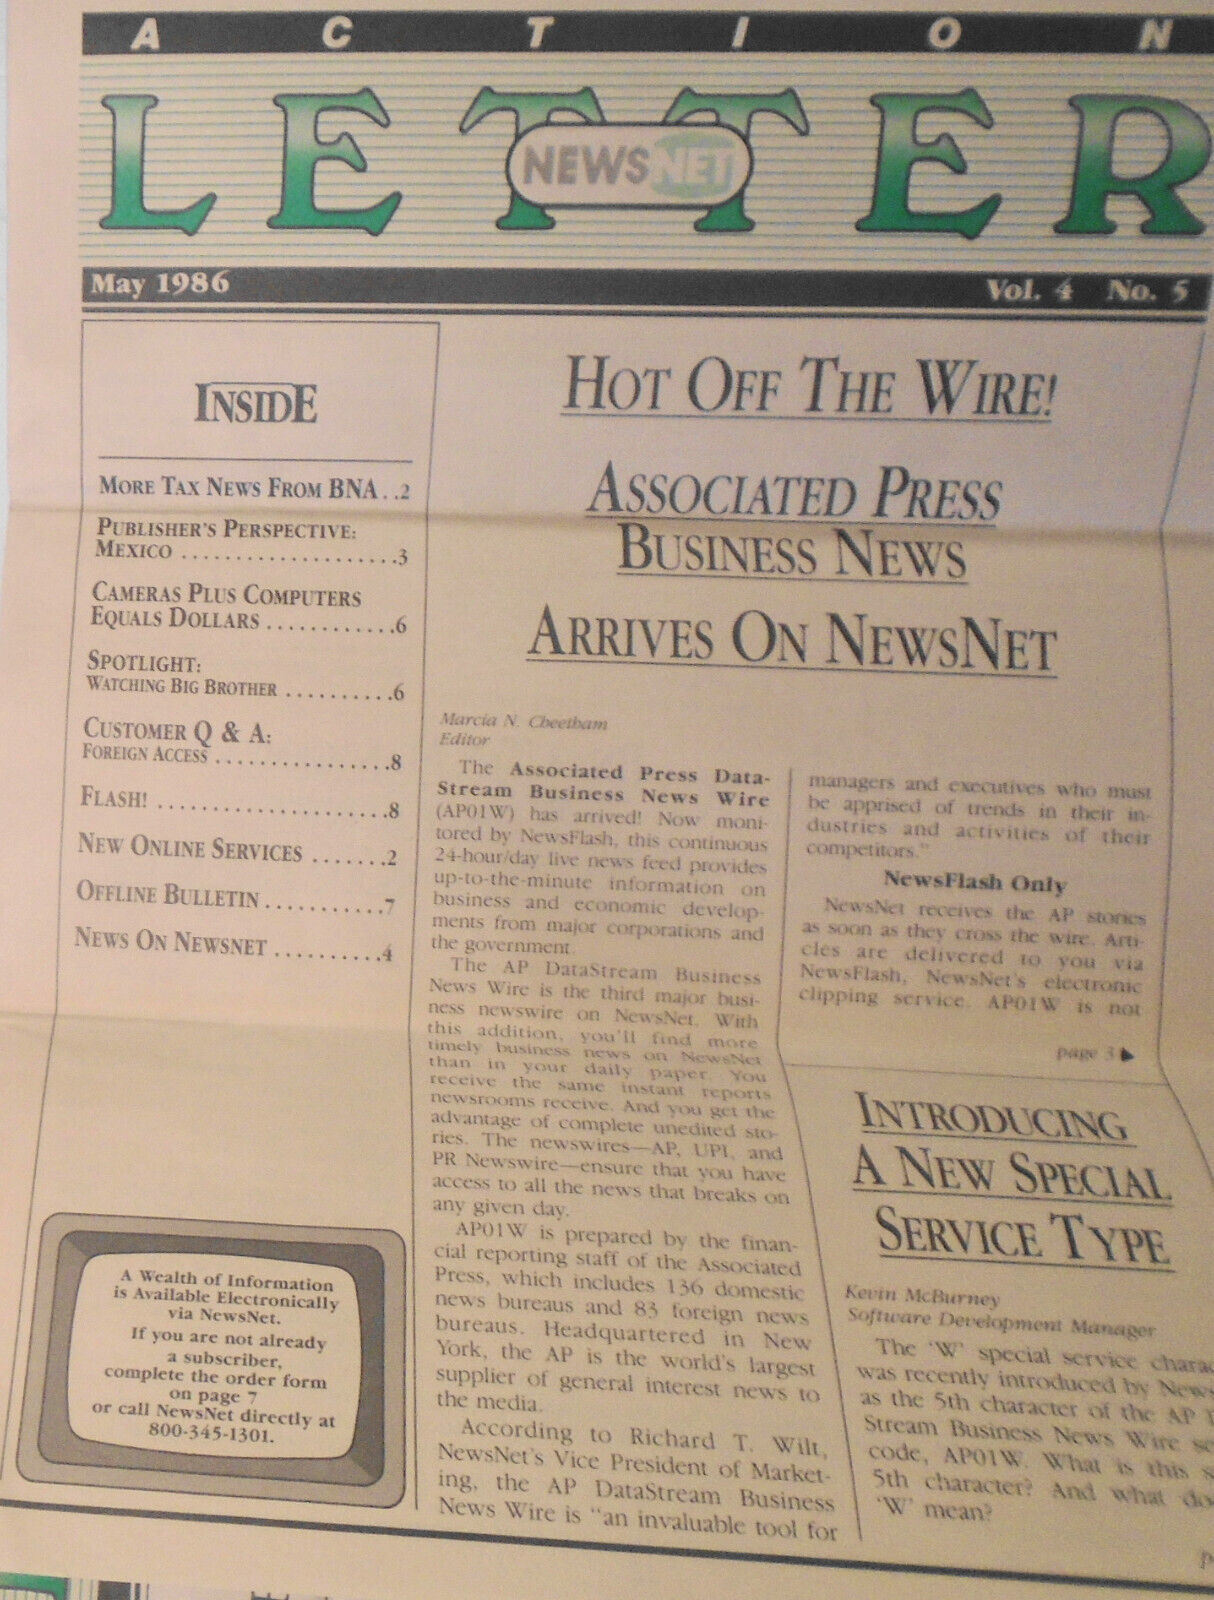 ACTION
LETTER
NEWSNET
May 1986
Vol. 4 No. 5
INSIDE
MORE TAX NEWS FROM BNA..2
PUBLISHER'S PERSPECTIVE:
MEXICO ....................3
CAMERAS PLUS COMPUTERS
EQUALS DOLLARS ............6
SPOTLIGHT:
WATCHING BIG BROTHER ..........6
CUSTOMER Q & A:
FOREIGN ACCESS ................8
FLASH! .....................8
NEW ONLINE SERVICES .......2
OFFLINE BULLETIN ...........7
NEWS ON NEWSNET ..........4
A Wealth of Information
is Available Electronically
via NewsNet.
If you are not already
a subscriber,
complete the order form
on page 7
or call NewsNet directly at
800-345-1301.
HOT OFF THE WIRE!
ASSOCIATED PRESS
BUSINESS NEWS
ARRIVES ON NEWSNET
Marcia N. Cheetham
Editor
The Associated Press Data-
Stream Business News Wire
(AP01W) has arrived! Now moni-
tored by NewsFlash, this continuous
24-hour/day live news feed provides
up-to-the-minute information on
business and economic develop-
ments from major corporations and
the government.
The AP DataStream Business
News Wire is the third major busi-
ness newswire on NewsNet. With
this addition, you'll find more
timely business news on NewsNet
than in your daily paper. You
receive the same instant reports
newsrooms receive. And you get the
advantage of complete unedited sto-
ries. The newswires—AP, UPI, and
PR Newswire—ensure that you have
access to all the news that breaks on
any given day.
AP01W is prepared by the finan-
cial reporting staff of the Associated
Press, which includes 136 domestic
news bureaus and 83 foreign news
bureaus. Headquartered in New
York, the AP is the world's largest
supplier of general interest news to
the media.
According to Richard T. Wilt,
NewsNet's Vice President of Market-
ing, the AP DataStream Business
News Wire is "an invaluable tool for
managers and executives who must
be apprised of trends in their in-
dustries and activities of their
competitors."
NewsFlash Only
NewsNet receives the AP stories
as soon as they cross the wire. Arti-
cles are delivered to you via
NewsFlash, NewsNet's electronic
clipping service. AP01W is not
page 3 ▶
INTRODUCING
A NEW SPECIAL
SERVICE TYPE
Kevin McBurney
Software Development Manager
The 'W' special service charac
was recently introduced by News
as the 5th character of the AP
Stream Business News Wire se
code, AP01W. What is this s
5th character? And what do
'W' mean?